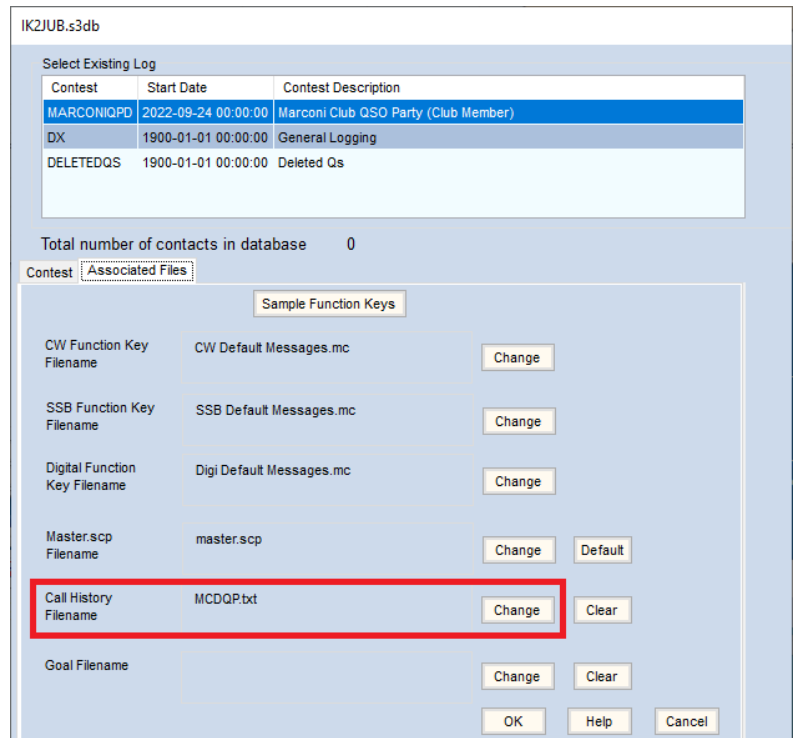 IK2JUB.s3db
Select Existing Log
Contest Start Date Contest Description
MARCONIQPD 2022-09-24 00:00:00 Marconi Club QSO Party (Club Member)
DX 1900-01-01 00:00:00 General Logging
DELETEDQS 1900-01-01 00:00:00 Deleted Qs
Total number of contacts in database 0
Contest Associated Files
Sample Function Keys
CW Function Key
Filename
CW Default Messages.mc
Change
SSB Function Key
Filename
SSB Default Messages.mc
Change
Digital Function
Key Filename
Digi Default Messages.mc
Change
Master.scp
Filename
master.scp
Change Default
Call History
Filename
MCDQP.txt
Change Clear
Goal Filename
Change Clear
OK Help Cancel